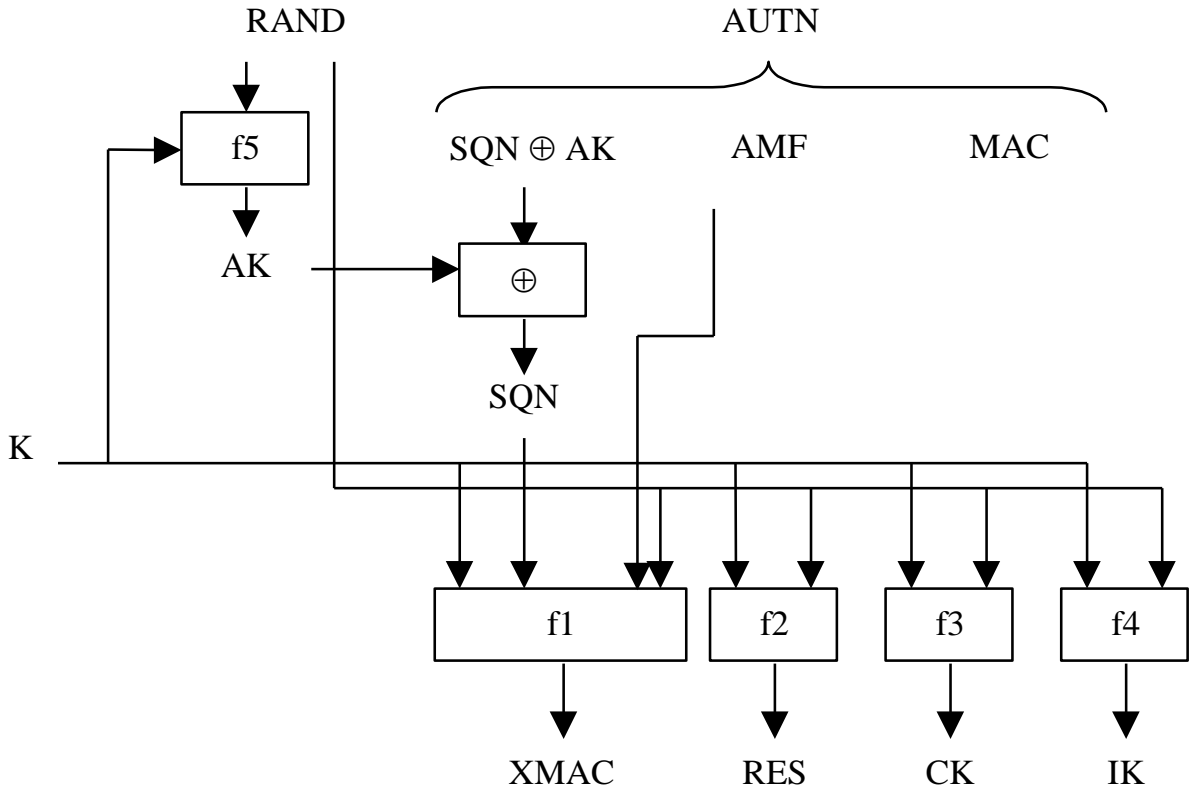 RAND AUTN
f5 SQN ⊕ AK AMF MAC
AK ⊕
SQN
K
f1 f2 f3 f4
XMAC RES CK IK